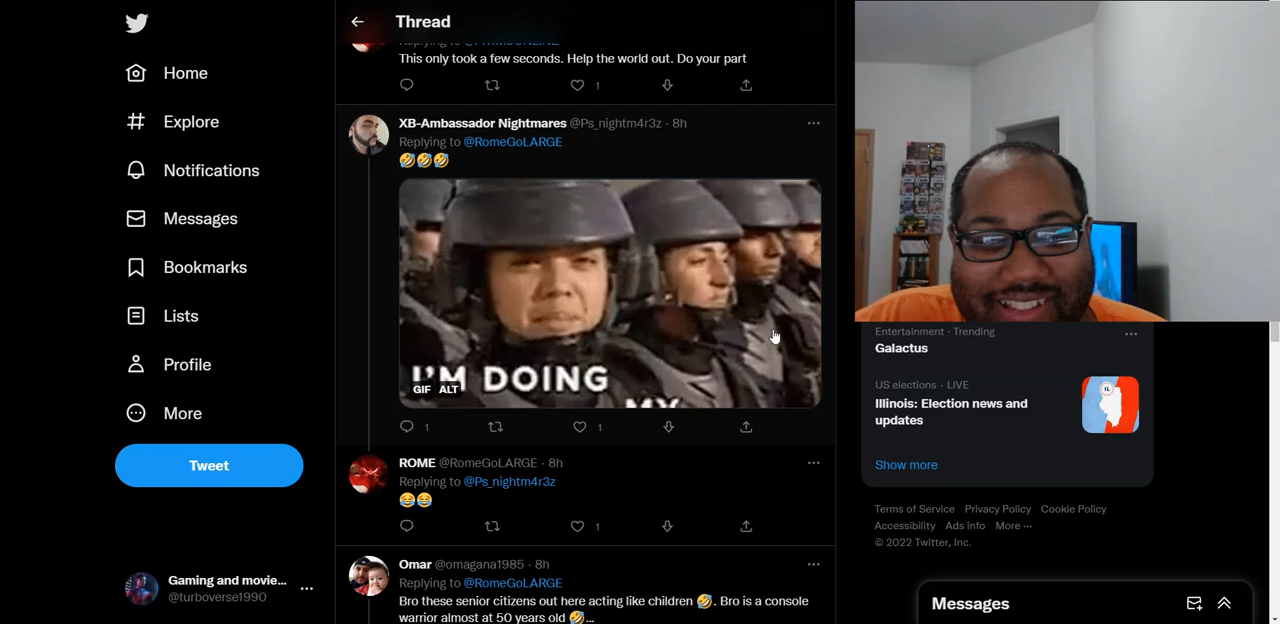 Thread
Replying to @
This only took a few seconds. Help the world out. Do your part
1
XB-Ambassador Nightmares @Ps_nightm4r3z · 8h
Replying to @RomeGoLARGE
🤣🤣🤣
I'M DOING
MY
GIF ALT
1 1
ROME @RomeGoLARGE · 8h
Replying to @Ps_nightm4r3z
😂😂
1
Omar @omagana1985 · 8h
Replying to @RomeGoLARGE
Bro these senior citizens out here acting like children 🤣. Bro is a console
warrior almost at 50 years old 🤣...
Home
Explore
Notifications
Messages
Bookmarks
Lists
Profile
More
Tweet
Gaming and movie...
@turboverse1990
Entertainment · Trending
Galactus
US elections · LIVE
Illinois: Election news and
updates
IL
Show more
Terms of Service Privacy Policy Cookie Policy
Accessibility Ads info More ···
© 2022 Twitter, Inc.
Messages